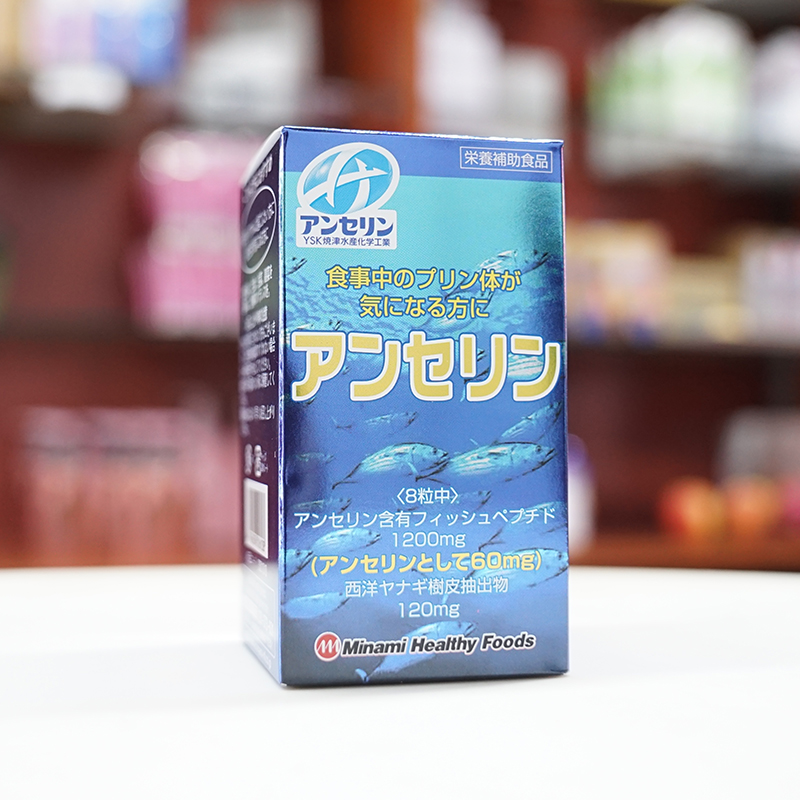 栄養補助食品
アンセリン
YSK焼津水産化学工業
食事中のプリン体が
気になる方に
アンセリン
〈8粒中〉
アンセリン含有フィッシュペプチド
1200mg
(アンセリンとして60mg)
西洋ヤナギ樹皮抽出物
120mg
Minami Healthy Foods